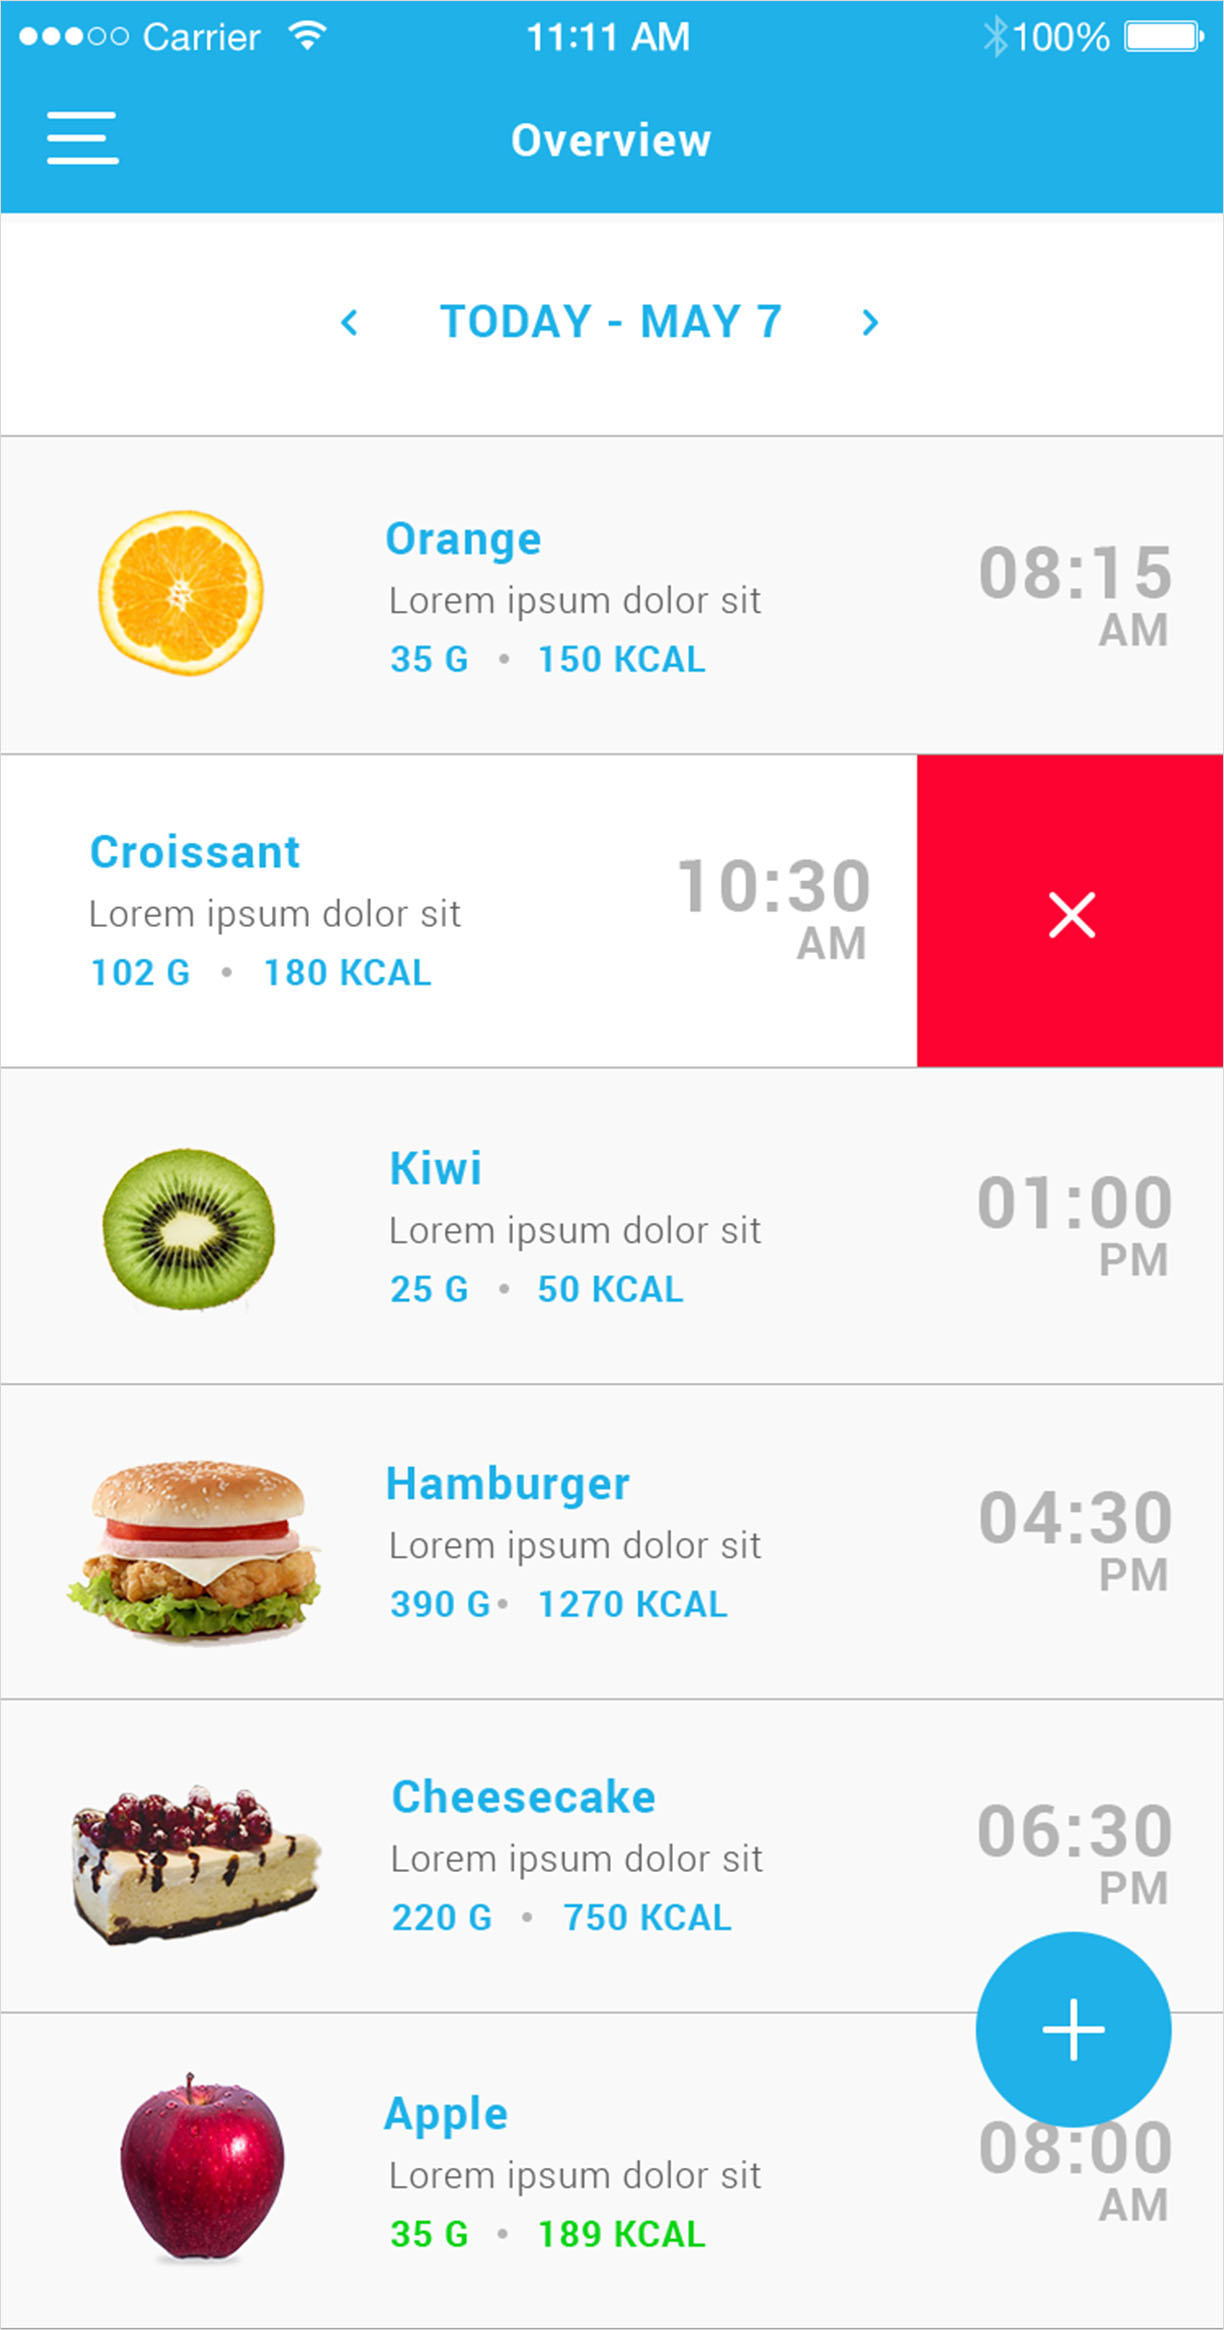 Carrier 11:11 AM 100%
Overview
TODAY - MAY 7
Orange
Lorem ipsum dolor sit
35 G • 150 KCAL
08:15
AM
Croissant
Lorem ipsum dolor sit
102 G • 180 KCAL
10:30
AM
Kiwi
Lorem ipsum dolor sit
25 G • 50 KCAL
01:00
PM
Hamburger
Lorem ipsum dolor sit
390 G • 1270 KCAL
04:30
PM
Cheesecake
Lorem ipsum dolor sit
220 G • 750 KCAL
06:30
PM
Apple
Lorem ipsum dolor sit
35 G • 189 KCAL
08:00
AM